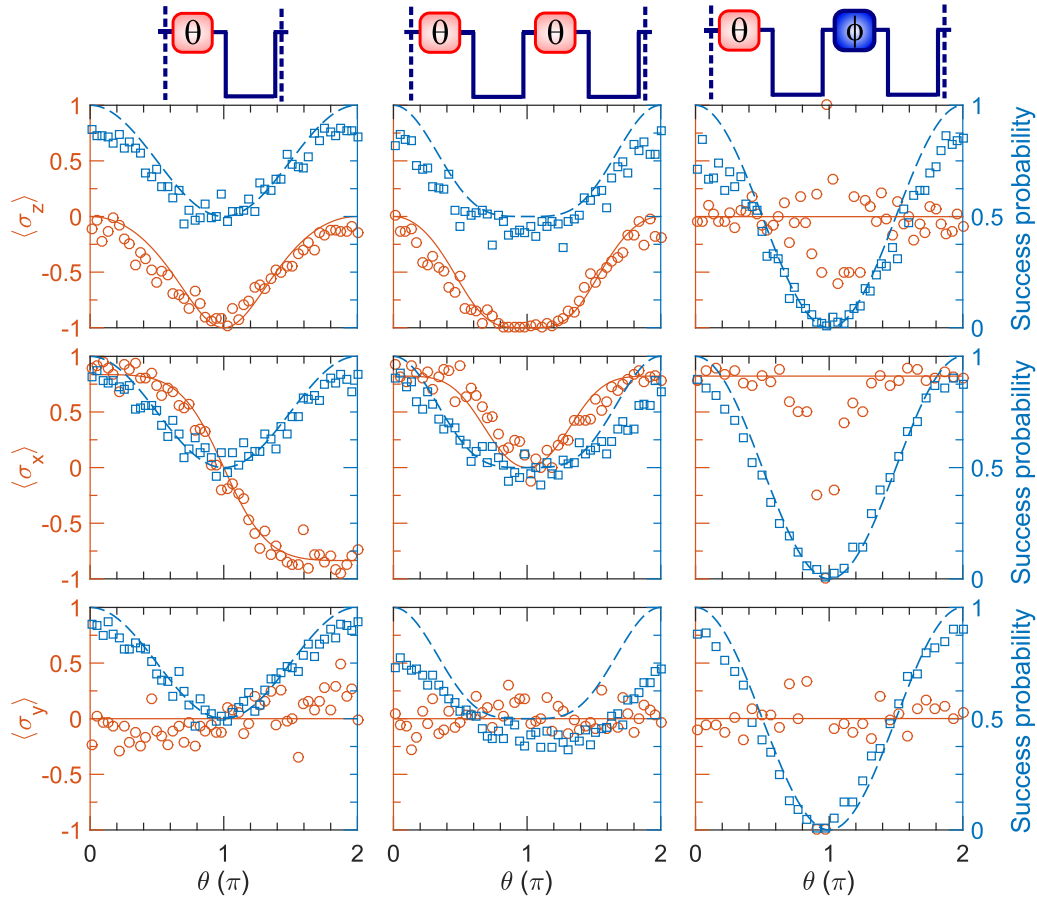 θ θ θ θ ϕ
1 1
0.5
0 0.5
-0.5
-1 0
⟨σz⟩ Success probability
1 1
0.5
0 0.5
-0.5
-1 0
⟨σx⟩ Success probability
1 1
0.5
0 0.5
-0.5
-1 0
⟨σy⟩ Success probability
0 1 2 0 1 2 0 1 2
θ (π) θ (π) θ (π)